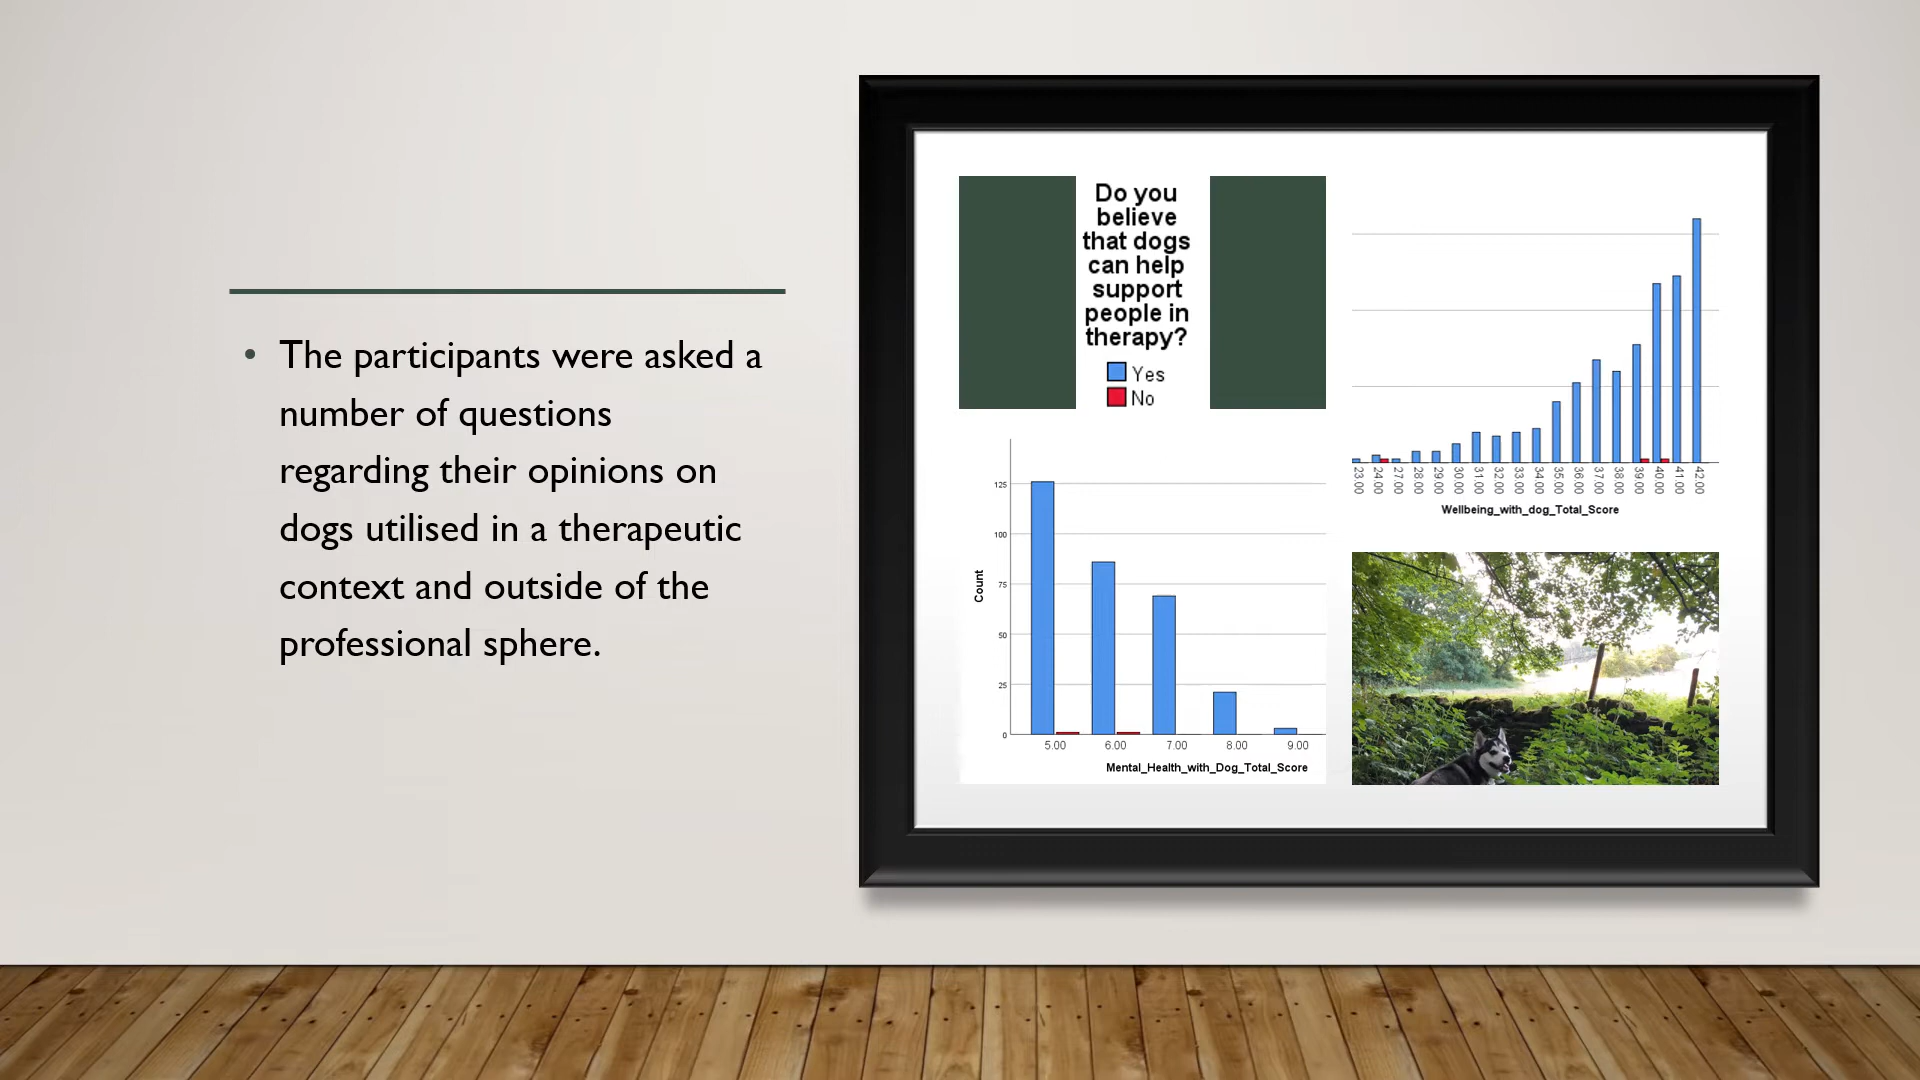 • The participants were asked a
number of questions
regarding their opinions on
dogs utilised in a therapeutic
context and outside of the
professional sphere.
Do you
believe
that dogs
can help
support
people in
therapy?
Yes
No
23.00 24.00 27.00 28.00 29.00 30.00 31.00 32.00 33.00 34.00 35.00 36.00 37.00 38.00 39.00 40.00 41.00 42.00
Wellbeing_with_dog_Total_Score
Count
125
100
75
50
25
0
5.00 6.00 7.00 8.00 9.00
Mental_Health_with_Dog_Total_Score